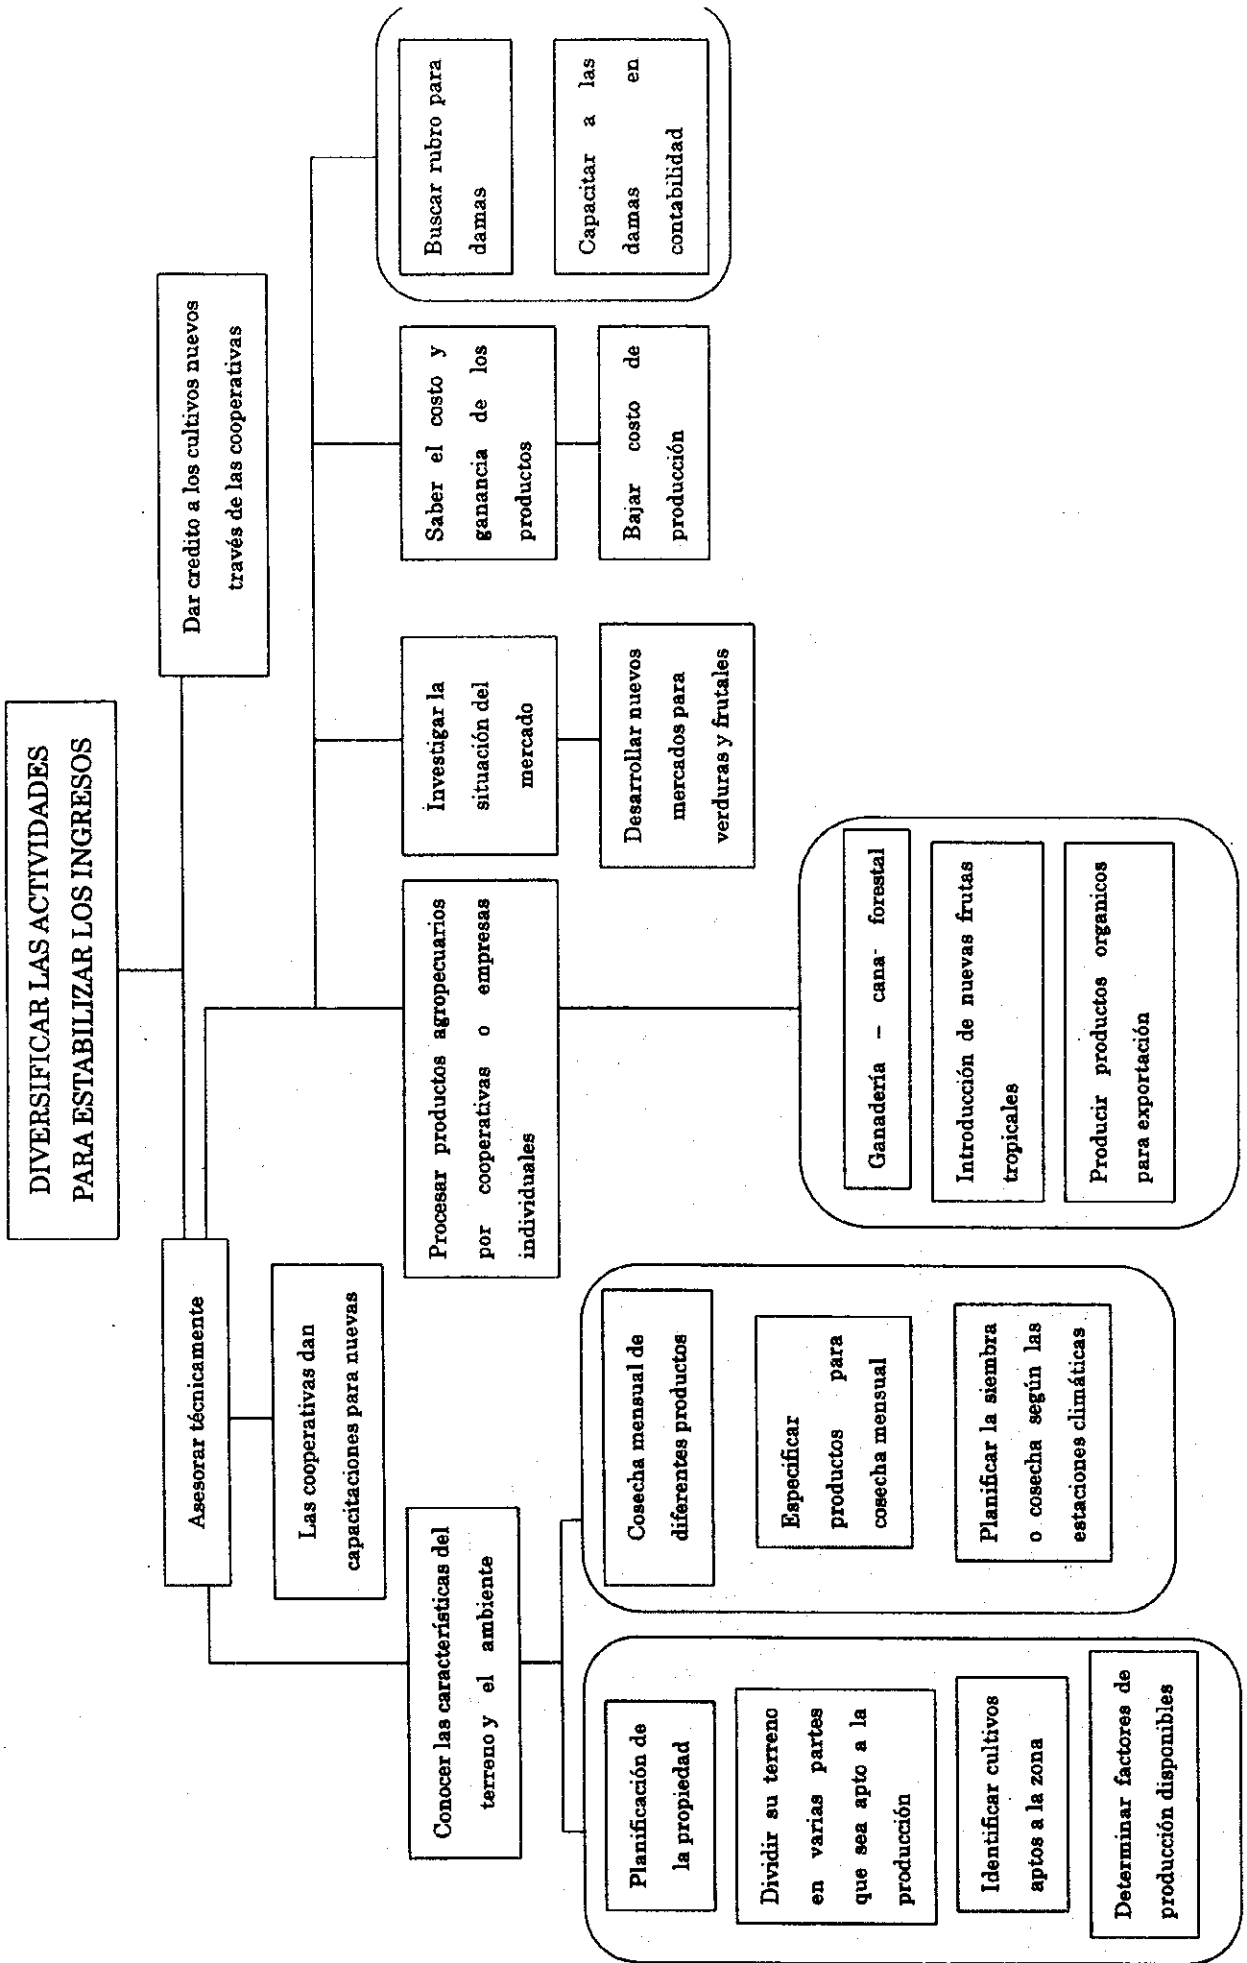 DIVERSIFICAR LAS ACTIVIDADES
PARA ESTABILIZAR LOS INGRESOS
Asesorar técnicamente
Dar credito a los cultivos nuevos
través de las cooperativas
Las cooperativas dan
capacitaciones para nuevas
Conocer las características del
terreno y el ambiente
Procesar productos agropecuarios
por cooperativas o empresas
individuales
Investigar la
situación del
mercado
Saber el costo y
ganancia de los
productos
Buscar rubro para
damas
Capacitar a las
damas en
contabilidad
Desarrollar nuevos
mercados para
verduras y frutales
Bajar costo de
producción
Planificación de
la propiedad
Dividir su terreno
en varias partes
que sea apto a la
producción
Identificar cultivos
aptos a la zona
Determinar factores de
producción disponibles
Cosecha mensual de
diferentes productos
Especificar
productos para
cosecha mensual
Planificar la siembra
o cosecha según las
estaciones climáticas
Ganadería – cana- forestal
Introducción de nuevas frutas
tropicales
Producir productos organicos
para exportación